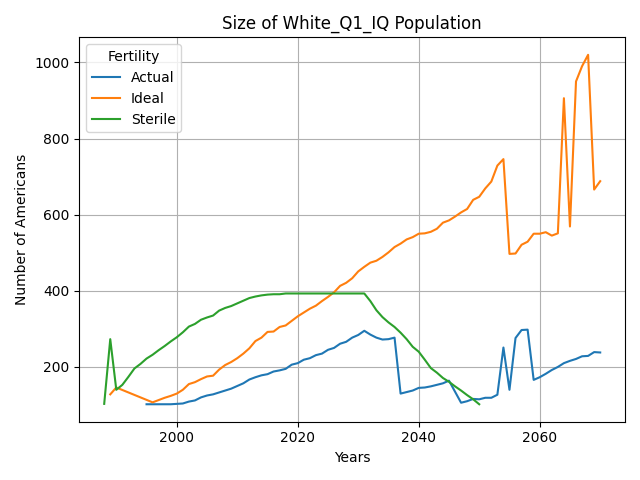 Size of White_Q1_IQ Population
Fertility
Actual
Ideal
Sterile
Number of Americans
1000
800
600
400
200
2000
2020
2040
2060
Years